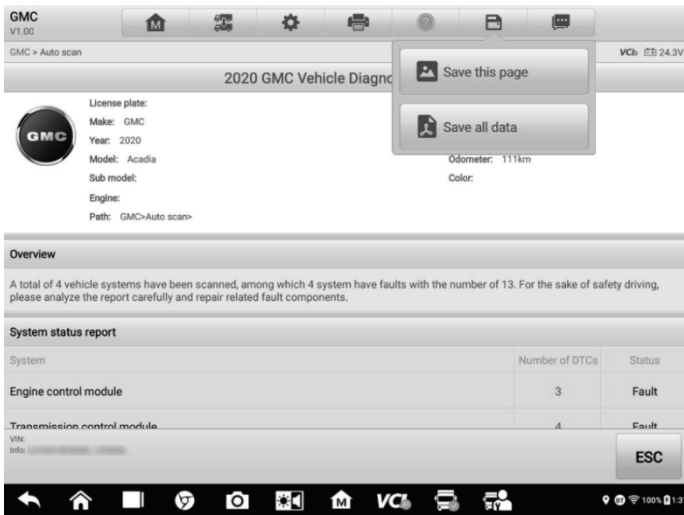 GMC
V1.00
M
GMC > Auto scan
VCI 24.3V
Save this page
Save all data
2020 GMC Vehicle Diagno
GMC
License plate:
Make: GMC
Year: 2020
Model: Acadia
Odometer: 111km
Sub model:
Color:
Engine:
Path: GMC>Auto scan>
Overview
A total of 4 vehicle systems have been scanned, among which 4 system have faults with the number of 13. For the sake of safety driving,
please analyze the report carefully and repair related fault components.
System status report
System Number of DTCs Status
Engine control module 3 Fault
Transmission control module 4 Fault
VIN:
Info:
ESC
M VCI BT 100% 1:3